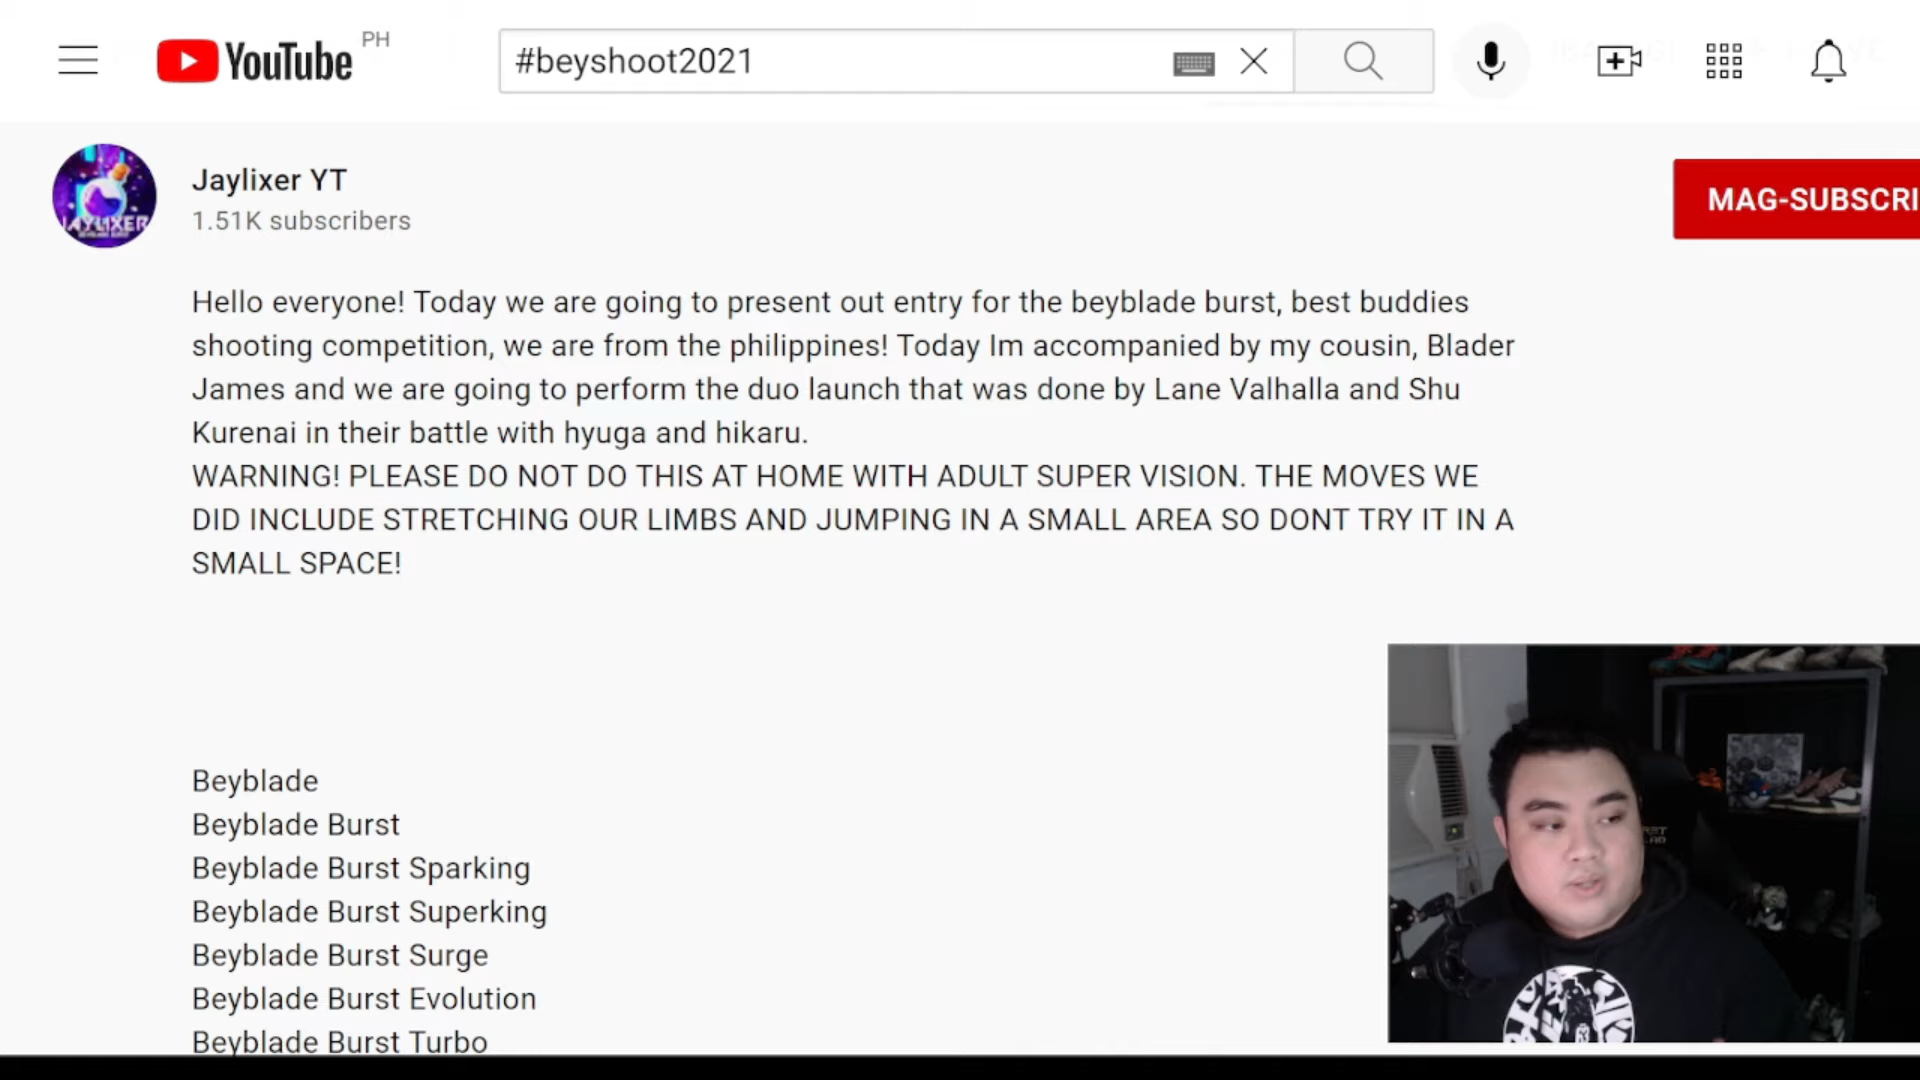 YouTube PH
#beyshoot2021
Jaylixer YT
1.51K subscribers
MAG-SUBSCRI
JAYLIXER
Hello everyone! Today we are going to present out entry for the beyblade burst, best buddies
shooting competition, we are from the philippines! Today Im accompanied by my cousin, Blader
James and we are going to perform the duo launch that was done by Lane Valhalla and Shu
Kurenai in their battle with hyuga and hikaru.
WARNING! PLEASE DO NOT DO THIS AT HOME WITH ADULT SUPER VISION. THE MOVES WE
DID INCLUDE STRETCHING OUR LIMBS AND JUMPING IN A SMALL AREA SO DONT TRY IT IN A
SMALL SPACE!
Beyblade
Beyblade Burst
Beyblade Burst Sparking
Beyblade Burst Superking
Beyblade Burst Surge
Beyblade Burst Evolution
Beyblade Burst Turbo